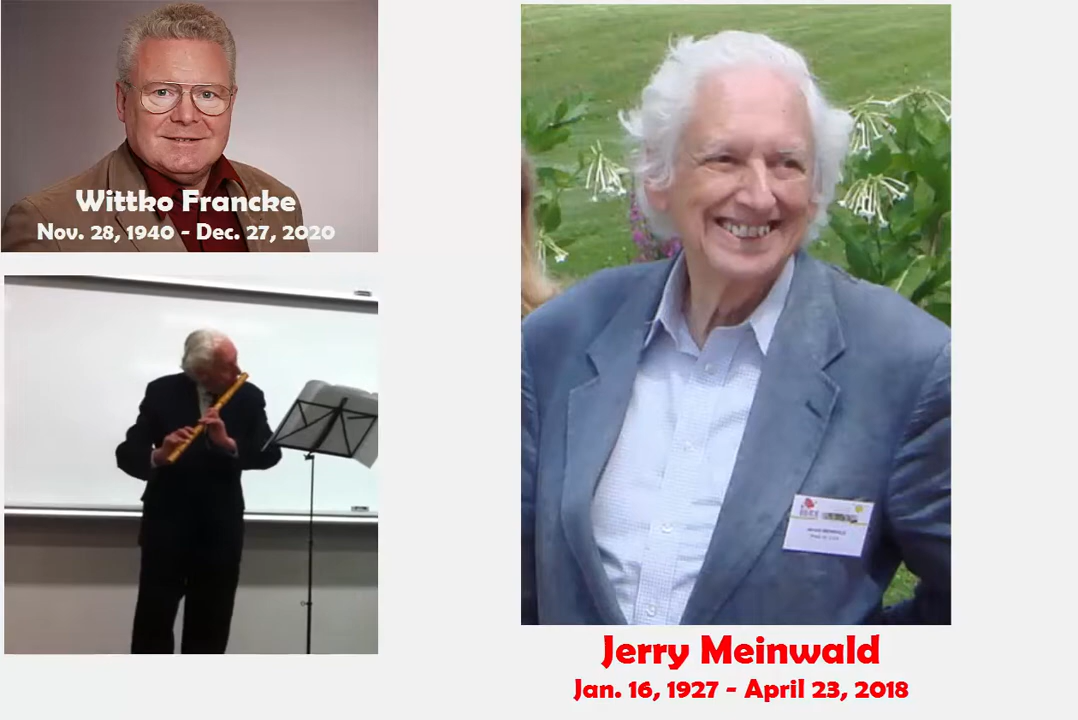 Wittko Francke
Nov. 28, 1940 - Dec. 27, 2020
Jerry Meinwald
Jan. 16, 1927 - April 23, 2018